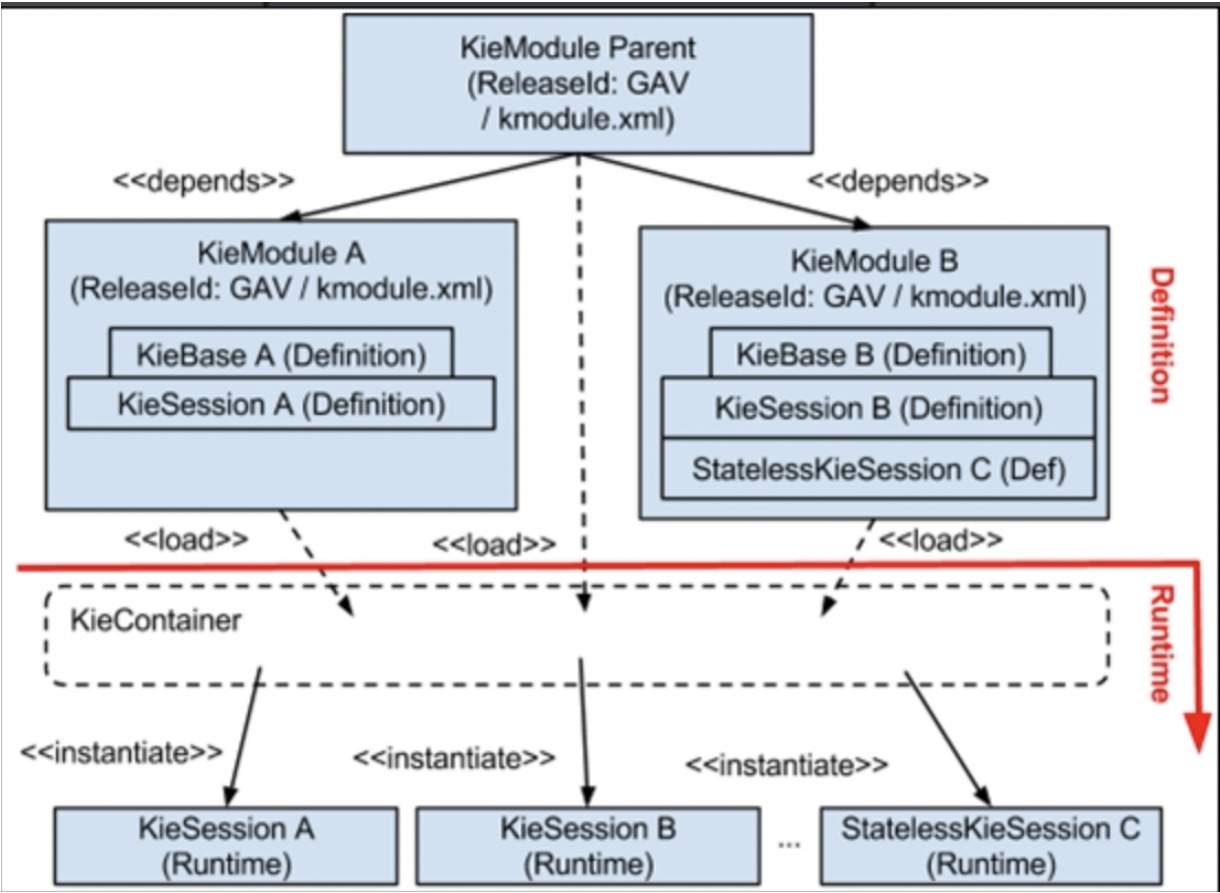 KieModule Parent
(ReleaseId: GAV
/ kmodule.xml)
<<depends>>
<<depends>>
KieModule A
(ReleaseId: GAV / kmodule.xml)
KieBase A (Definition)
KieSession A (Definition)
KieModule B
(ReleaseId: GAV / kmodule.xml)
KieBase B (Definition)
KieSession B (Definition)
StatelessKieSession C (Def)
Definition
<<load>>
<<load>>
<<load>>
KieContainer
Runtime
<<instantiate>>
<<instantiate>>
<<instantiate>>
KieSession A
(Runtime)
KieSession B
(Runtime)
...
StatelessKieSession C
(Runtime)